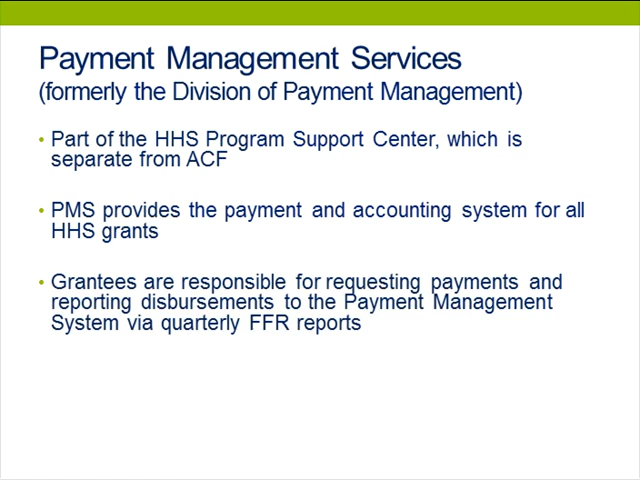 Payment Management Services
(formerly the Division of Payment Management)
• Part of the HHS Program Support Center, which is
separate from ACF
• PMS provides the payment and accounting system for all
HHS grants
• Grantees are responsible for requesting payments and
reporting disbursements to the Payment Management
System via quarterly FFR reports